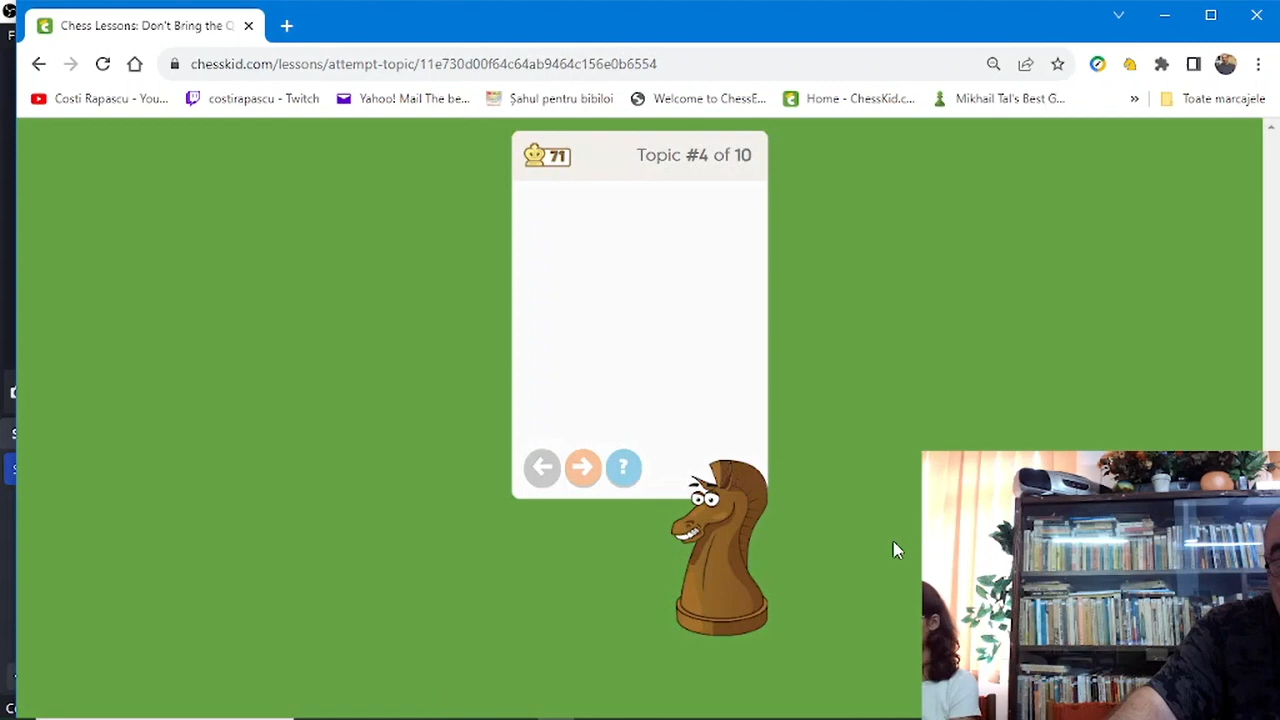 Chess Lessons: Don't Bring the Q
chesskid.com/lessons/attempt-topic/11e730d00f64c64ab9464c156e0b6554
Costi Rapascu - You... costirapascu - Twitch Yahoo! Mail The be... Șahul pentru bibiloi Welcome to ChessE... Home - ChessKid.c... Mikhail Tal's Best G... » Toate marcajele
71 Topic #4 of 10
?